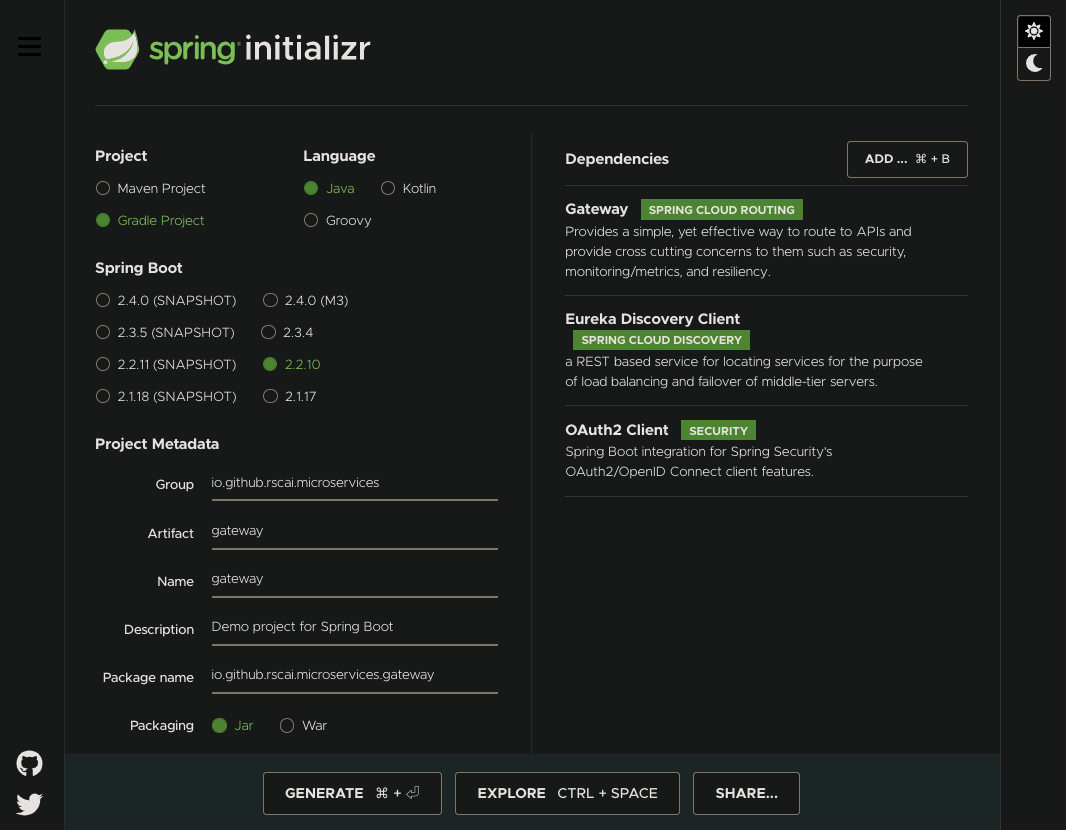 spring initializr
Project
Maven Project
Gradle Project
Language
Java Kotlin
Groovy
Spring Boot
2.4.0 (SNAPSHOT) 2.4.0 (M3)
2.3.5 (SNAPSHOT) 2.3.4
2.2.11 (SNAPSHOT) 2.2.10
2.1.18 (SNAPSHOT) 2.1.17
Project Metadata
Group io.github.rscai.microservices
Artifact gateway
Name gateway
Description Demo project for Spring Boot
Package name io.github.rscai.microservices.gateway
Packaging Jar War
Dependencies ADD ... ⌘ + B
Gateway SPRING CLOUD ROUTING
Provides a simple, yet effective way to route to APIs and
provide cross cutting concerns to them such as security,
monitoring/metrics, and resiliency.
Eureka Discovery Client
SPRING CLOUD DISCOVERY
a REST based service for locating services for the purpose
of load balancing and failover of middle-tier servers.
OAuth2 Client SECURITY
Spring Boot integration for Spring Security's
OAuth2/OpenID Connect client features.
GENERATE ⌘ + ⏎ EXPLORE CTRL + SPACE SHARE...